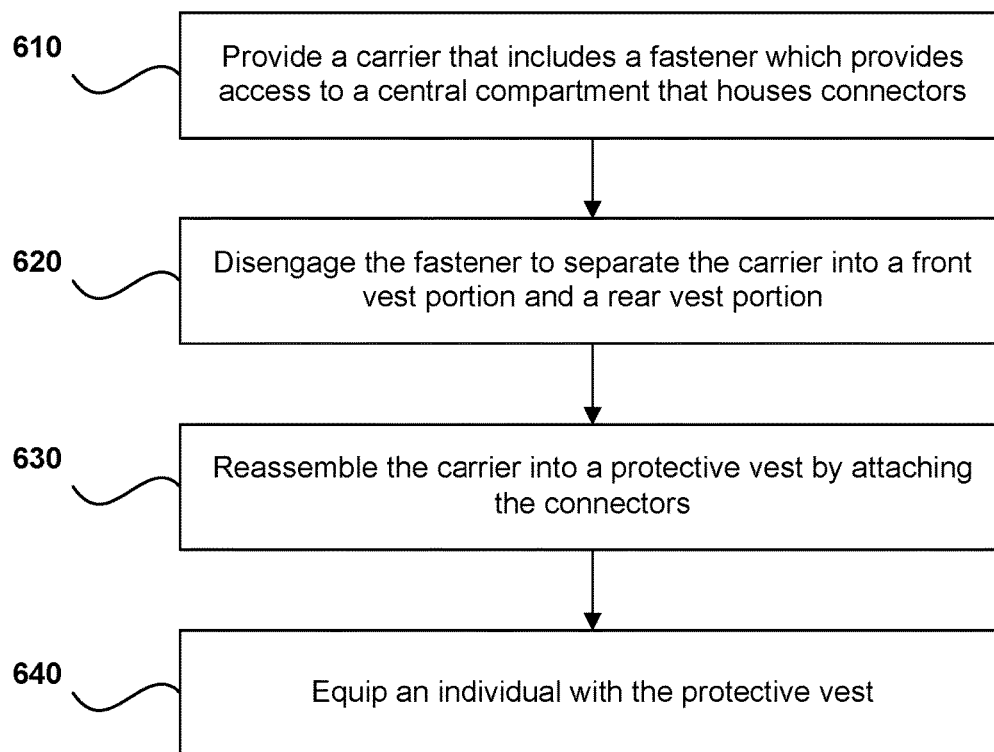 610
Provide a carrier that includes a fastener which provides
access to a central compartment that houses connectors
620
Disengage the fastener to separate the carrier into a front
vest portion and a rear vest portion
630
Reassemble the carrier into a protective vest by attaching
the connectors
640
Equip an individual with the protective vest